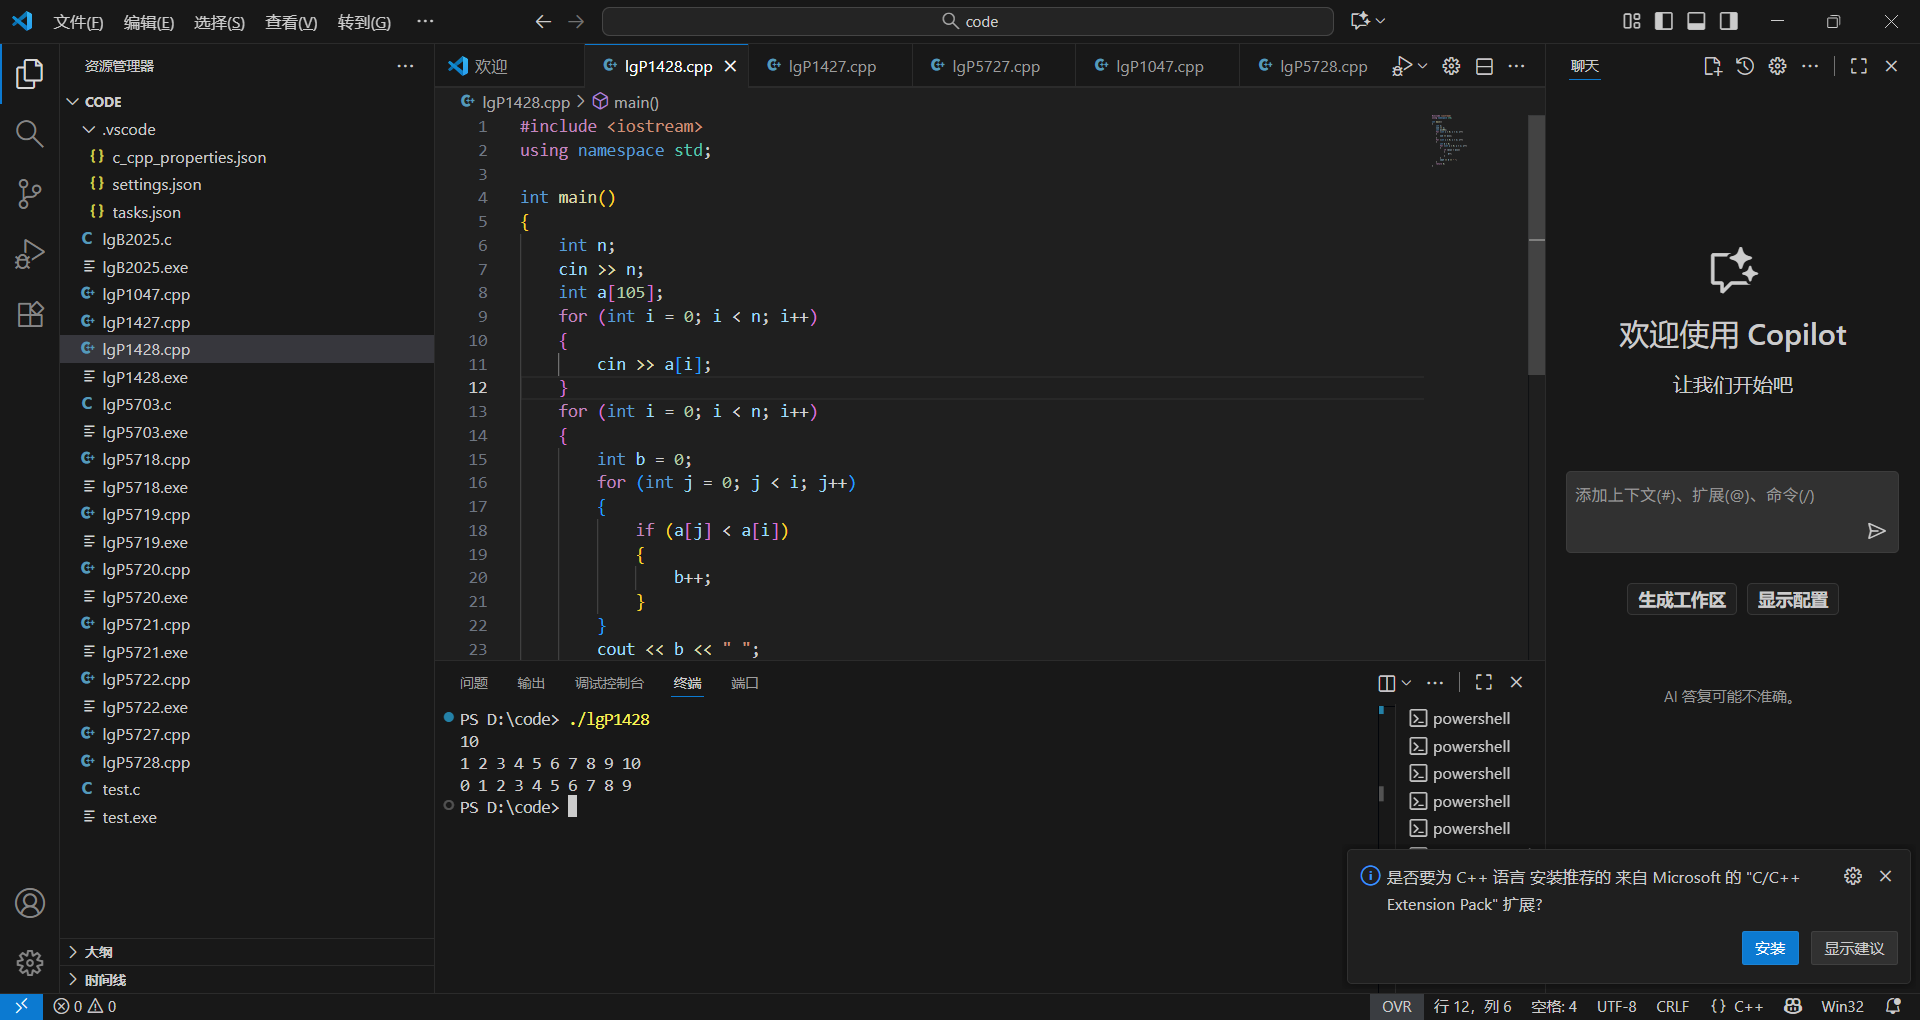 文件(F) 编辑(E) 选择(S) 查看(V) 转到(G) ··· code
资源管理器 ···
CODE
.vscode
{} c_cpp_properties.json
{} settings.json
{} tasks.json
C lgB2025.c
lgB2025.exe
lgP1047.cpp
lgP1427.cpp
lgP1428.cpp
lgP1428.exe
C lgP5703.c
lgP5703.exe
lgP5718.cpp
lgP5718.exe
lgP5719.cpp
lgP5719.exe
lgP5720.cpp
lgP5720.exe
lgP5721.cpp
lgP5721.exe
lgP5722.cpp
lgP5722.exe
lgP5727.cpp
lgP5728.cpp
C test.c
test.exe
大纲
时间线
欢迎 lgP1428.cpp lgP1427.cpp lgP5727.cpp lgP1047.cpp lgP5728.cpp
lgP1428.cpp > main()
1 #include <iostream>
2 using namespace std;
3
4 int main()
5 {
6 int n;
7 cin >> n;
8 int a[105];
9 for (int i = 0; i < n; i++)
10 {
11 cin >> a[i];
12 }
13 for (int i = 0; i < n; i++)
14 {
15 int b = 0;
16 for (int j = 0; j < i; j++)
17 {
18 if (a[j] < a[i])
19 {
20 b++;
21 }
22 }
23 cout << b << " ";
问题 输出 调试控制台 终端 端口
PS D:\code> ./lgP1428
10
1 2 3 4 5 6 7 8 9 10
0 1 2 3 4 5 6 7 8 9
PS D:\code>
powershell
powershell
powershell
powershell
powershell
聊天
欢迎使用 Copilot
让我们开始吧
添加上下文(#)、扩展(@)、命令(/)
生成工作区 显示配置
AI 答复可能不准确。
是否要为 C++ 语言 安装推荐的 来自 Microsoft 的 "C/C++
Extension Pack" 扩展?
安装 显示建议
0 0 OVR 行 12，列 6 空格: 4 UTF-8 CRLF {} C++ Win32